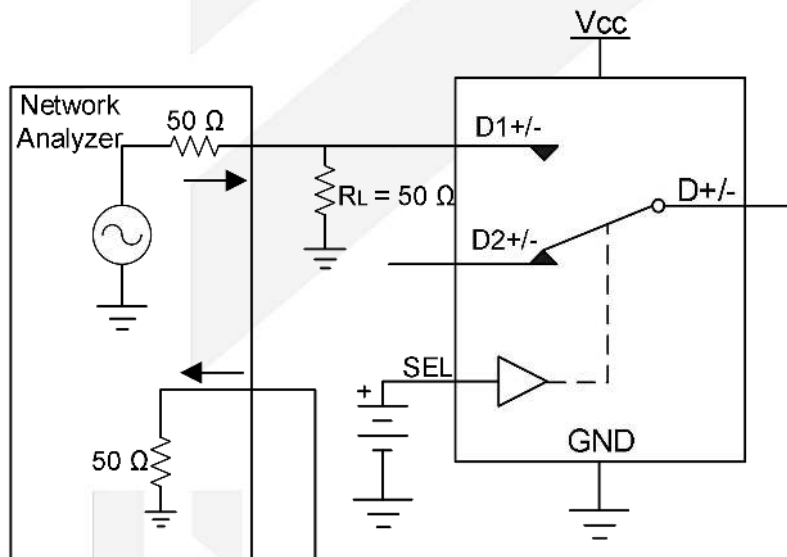 Vcc
Network
Analyzer
50 Ω
D1+/-
RL = 50 Ω
D+/-
D2+/-
SEL
+
GND
50 Ω